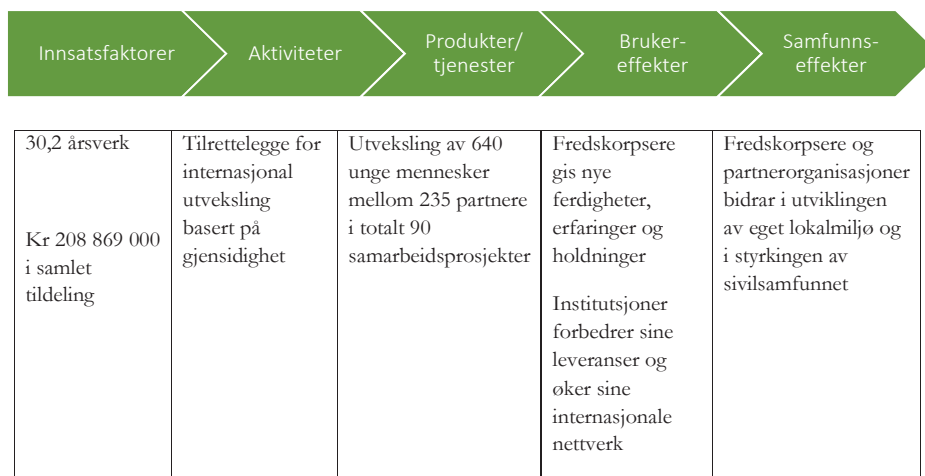 Innsatsfaktorer
Aktiviteter
Produkter/
tjenester
Bruker-
effekter
Samfunns-
effekter
30,2 årsverk
Kr 208 869 000
i samlet
tildeling
Tilrettelegge for
internasjonal
utveksling
basert på
gjensidighet
Utveksling av 640
unge mennesker
mellom 235 partnere
i totalt 90
samarbeidsprosjekter
Fredskorpsere
gis nye
ferdigheter,
erfaringer og
holdninger
Institutsjoner
forbedrer sine
leveranser og
øker sine
internasjonale
nettverk
Fredskorpsere og
partnerorganisasjoner
bidrar i utviklingen
av eget lokalmiljø og
i styrkingen av
sivilsamfunnet